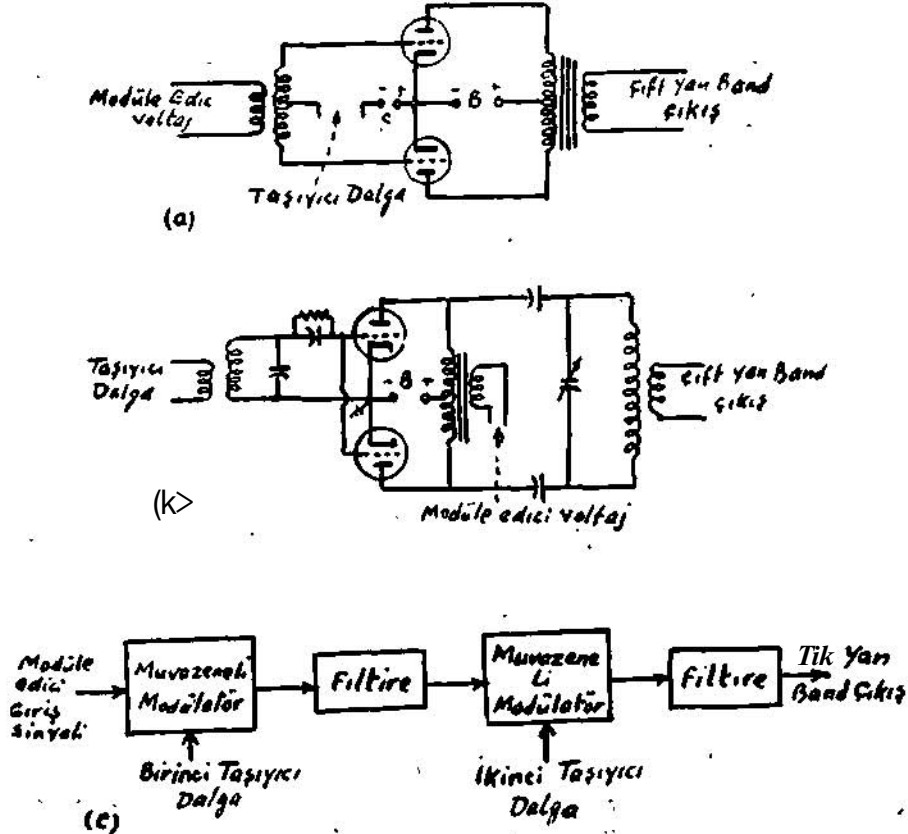 Modüle Edic
voltaj
- +
C
- B +
Çift Yan Band
Çıkış
Taşıyıcı Dalga
(a)
Taşıyıcı
Dalga
- B +
Çift Yan Band
Çıkış
(k>
Modüle edici voltaj
Modüle
edici
Giriş
Sinyali
Muvazeneli
Modülatör
Filtire
Muvazene
li
Modülatör
Filtire
Tik Yan
Band Çıkış
Birinci Taşıyıcı
Dalga
İkinci Taşıyıcı
Dalga
(c)